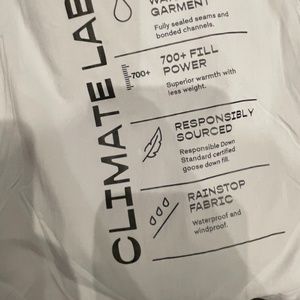 CLIMATE LAB
GARMENT
Fully sealed seams and
bonded channels.
-700+
700+ FILL
POWER
Superior warmth with
less weight.
RESPONSIBLY
SOURCED
Responsible Down
Standard certified
goose down fill.
RAINSTOP
FABRIC
Waterproof and
windproof.